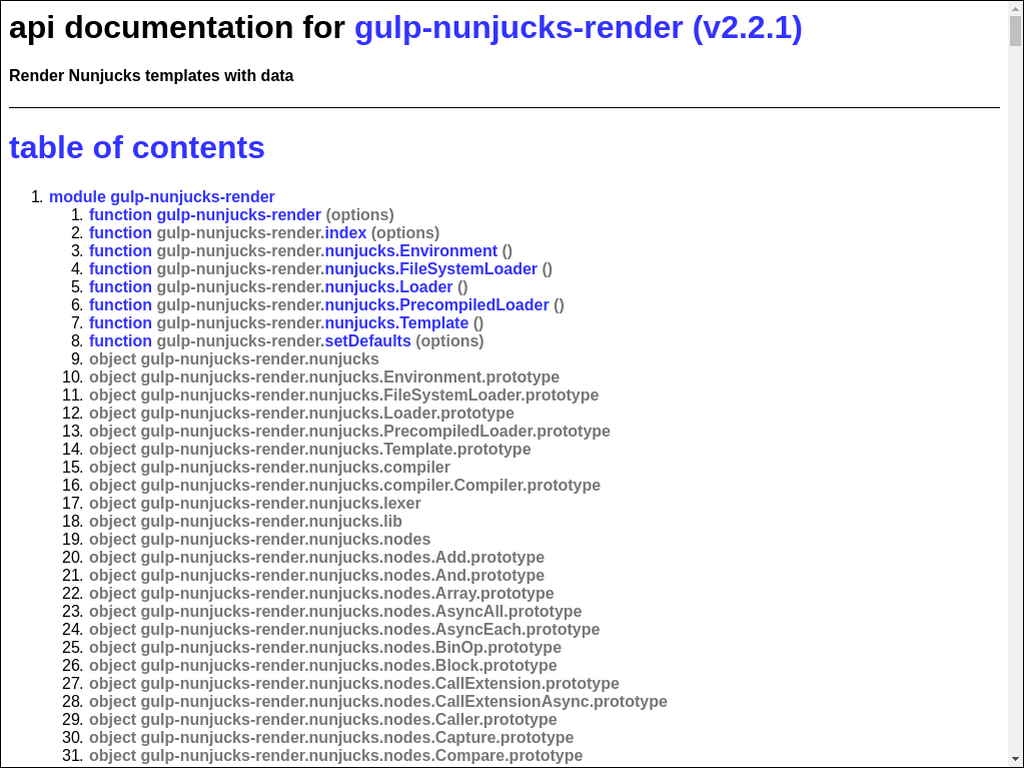 api documentation for gulp-nunjucks-render (v2.2.1)
Render Nunjucks templates with data
table of contents
1. module gulp-nunjucks-render
1. function gulp-nunjucks-render (options)
2. function gulp-nunjucks-render.index (options)
3. function gulp-nunjucks-render.nunjucks.Environment ()
4. function gulp-nunjucks-render.nunjucks.FileSystemLoader ()
5. function gulp-nunjucks-render.nunjucks.Loader ()
6. function gulp-nunjucks-render.nunjucks.PrecompiledLoader ()
7. function gulp-nunjucks-render.nunjucks.Template ()
8. function gulp-nunjucks-render.setDefaults (options)
9. object gulp-nunjucks-render.nunjucks
10. object gulp-nunjucks-render.nunjucks.Environment.prototype
11. object gulp-nunjucks-render.nunjucks.FileSystemLoader.prototype
12. object gulp-nunjucks-render.nunjucks.Loader.prototype
13. object gulp-nunjucks-render.nunjucks.PrecompiledLoader.prototype
14. object gulp-nunjucks-render.nunjucks.Template.prototype
15. object gulp-nunjucks-render.nunjucks.compiler
16. object gulp-nunjucks-render.nunjucks.compiler.Compiler.prototype
17. object gulp-nunjucks-render.nunjucks.lexer
18. object gulp-nunjucks-render.nunjucks.lib
19. object gulp-nunjucks-render.nunjucks.nodes
20. object gulp-nunjucks-render.nunjucks.nodes.Add.prototype
21. object gulp-nunjucks-render.nunjucks.nodes.And.prototype
22. object gulp-nunjucks-render.nunjucks.nodes.Array.prototype
23. object gulp-nunjucks-render.nunjucks.nodes.AsyncAll.prototype
24. object gulp-nunjucks-render.nunjucks.nodes.AsyncEach.prototype
25. object gulp-nunjucks-render.nunjucks.nodes.BinOp.prototype
26. object gulp-nunjucks-render.nunjucks.nodes.Block.prototype
27. object gulp-nunjucks-render.nunjucks.nodes.CallExtension.prototype
28. object gulp-nunjucks-render.nunjucks.nodes.CallExtensionAsync.prototype
29. object gulp-nunjucks-render.nunjucks.nodes.Caller.prototype
30. object gulp-nunjucks-render.nunjucks.nodes.Capture.prototype
31. object gulp-nunjucks-render.nunjucks.nodes.Compare.prototype